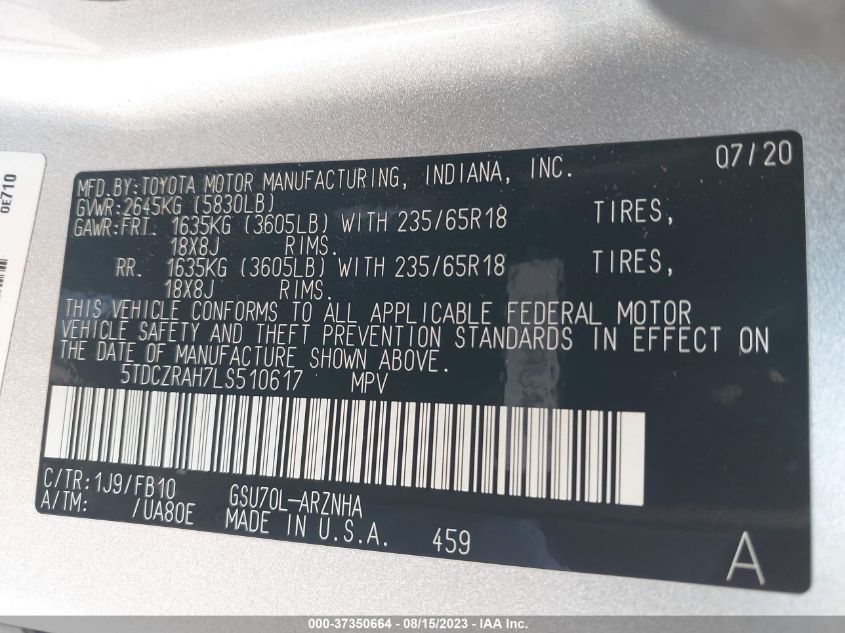 OE710
MFD.BY:TOYOTA MOTOR MANUFACTURING, INDIANA, INC. 07/20
GVWR:2645KG (5830LB)
GAWR:FRT. 1635KG (3605LB) WITH 235/65R18 TIRES,
18X8J RIMS.
RR. 1635KG (3605LB) WITH 235/65R18 TIRES,
18X8J RIMS.
THIS VEHICLE CONFORMS TO ALL APPLICABLE FEDERAL MOTOR
VEHICLE SAFETY AND THEFT PREVENTION STANDARDS IN EFFECT ON
THE DATE OF MANUFACTURE SHOWN ABOVE.
5TDCZRAH7LS510617 MPV
C/TR:1J9/FB10 GSU70L-ARZNHA
A/TM: /UA80E MADE IN U.S.A. 459 A
000-37350664 - 08/15/2023 - IAA Inc.